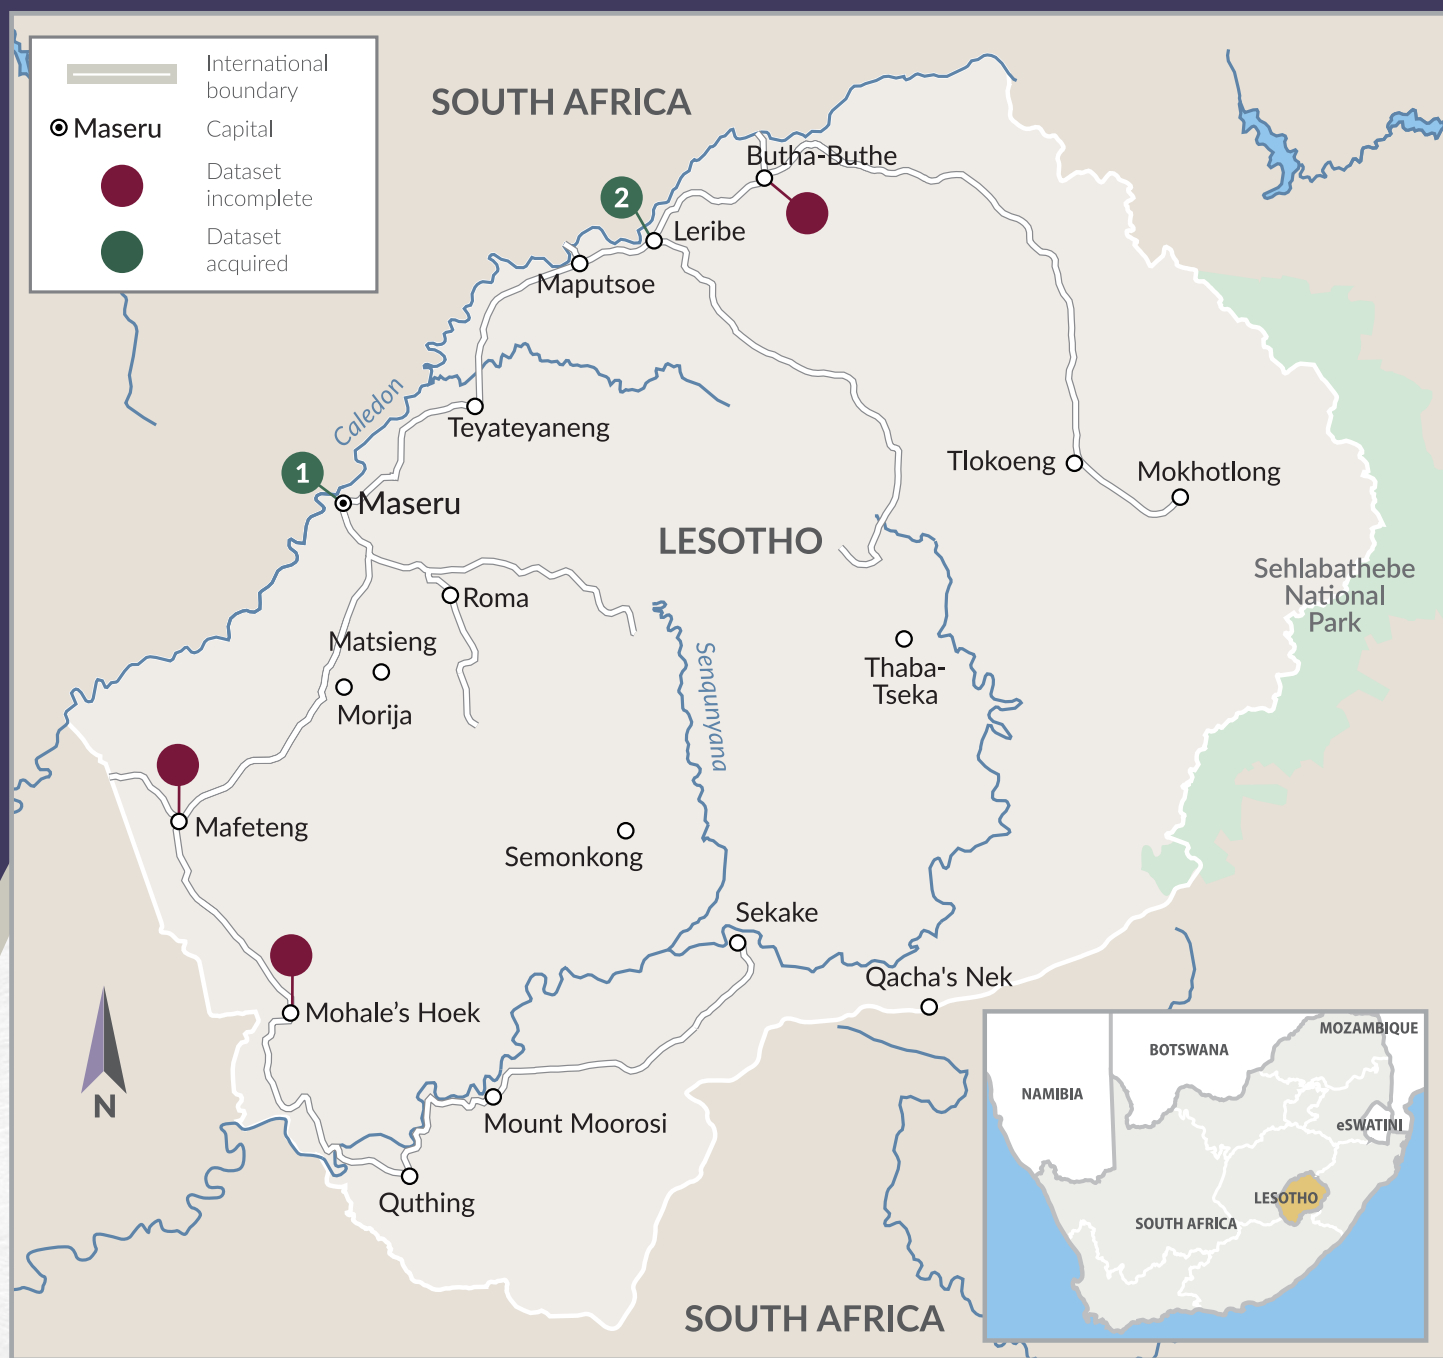 International
boundary
Maseru
Capital
Dataset
incomplete
Dataset
acquired
SOUTH AFRICA
Butha-Buthe
2
Leribe
Maputsoe
Caledon
Teyateyaneng
Tlokoeng
Mokhotlong
1
Maseru
LESOTHO
Sehlabathebe
National
Park
Roma
Matsieng
Morija
Senqunyana
Thaba-
Tseka
Mafeteng
Semonkong
Sekake
Qacha's Nek
Mohale’s Hoek
N
Mount Moorosi
Quthing
SOUTH AFRICA
MOZAMBIQUE
BOTSWANA
NAMIBIA
eSWATINI
LESOTHO
SOUTH AFRICA